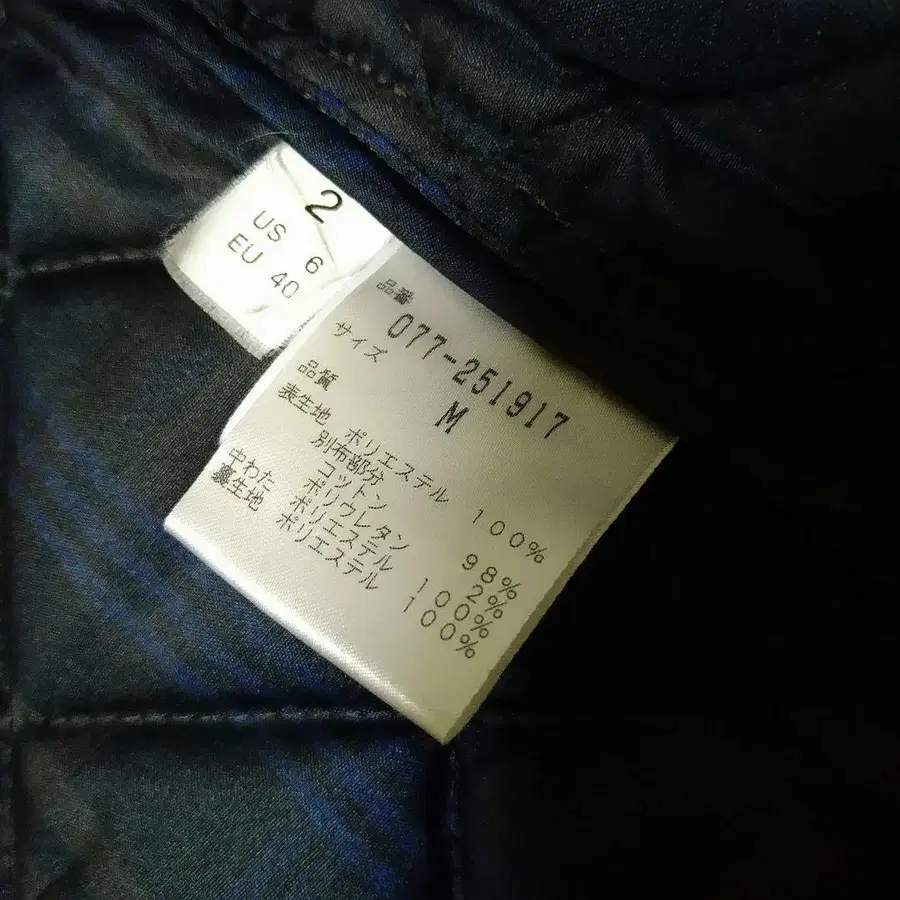 2
US 6
EU 40
品番
077-251917
サイズ
M
品質
表生地 ポリエステル 100%
別布部分
コットン 98%
ポリウレタン 2%
中わた ポリエステル 100%
裏生地 ポリエステル 100%